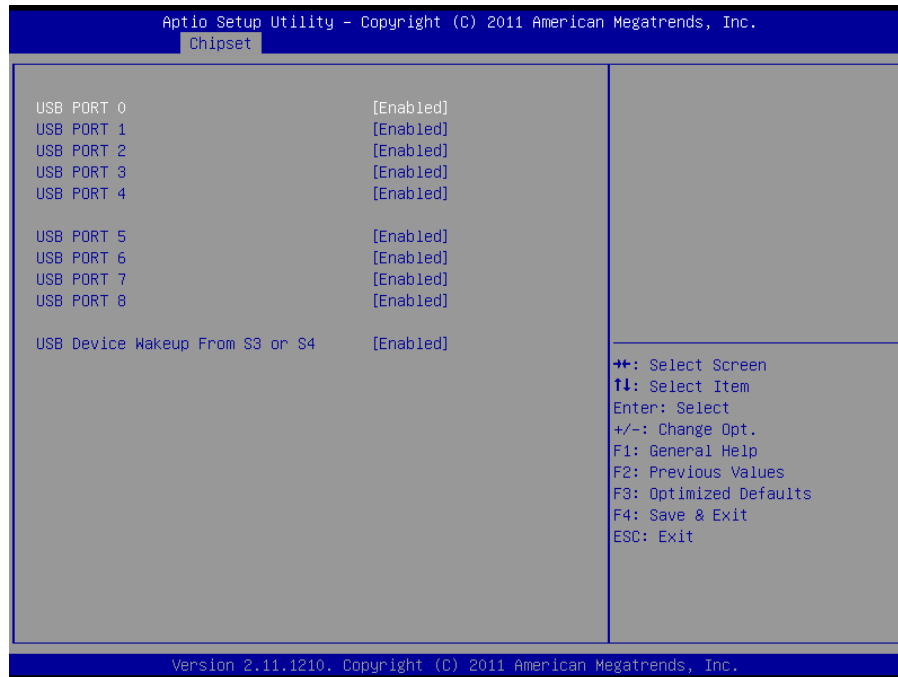 Aptio Setup Utility – Copyright (C) 2011 American Megatrends, Inc.
Chipset
USB PORT 0 [Enabled]
USB PORT 1 [Enabled]
USB PORT 2 [Enabled]
USB PORT 3 [Enabled]
USB PORT 4 [Enabled]
USB PORT 5 [Enabled]
USB PORT 6 [Enabled]
USB PORT 7 [Enabled]
USB PORT 8 [Enabled]
USB Device Wakeup From S3 or S4 [Enabled]
→←: Select Screen
↑↓: Select Item
Enter: Select
+/-: Change Opt.
F1: General Help
F2: Previous Values
F3: Optimized Defaults
F4: Save & Exit
ESC: Exit
Version 2.11.1210. Copyright (C) 2011 American Megatrends, Inc.